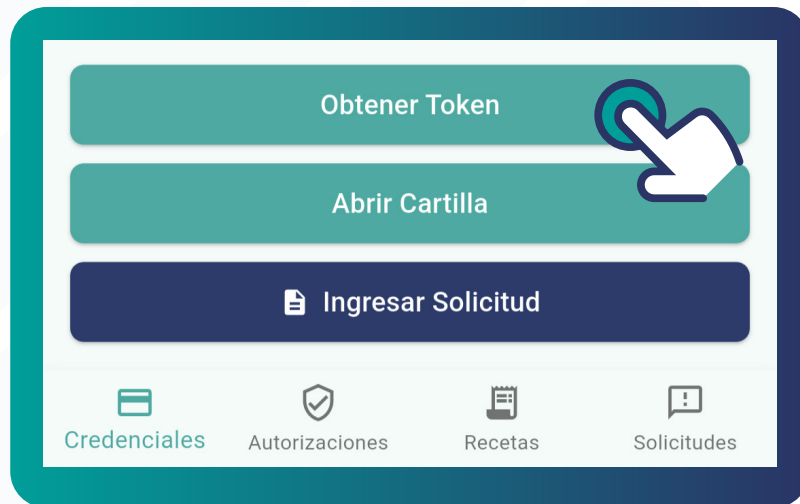 Obtener Token
Abrir Cartilla
Ingresar Solicitud
Credenciales
Autorizaciones
Recetas
Solicitudes